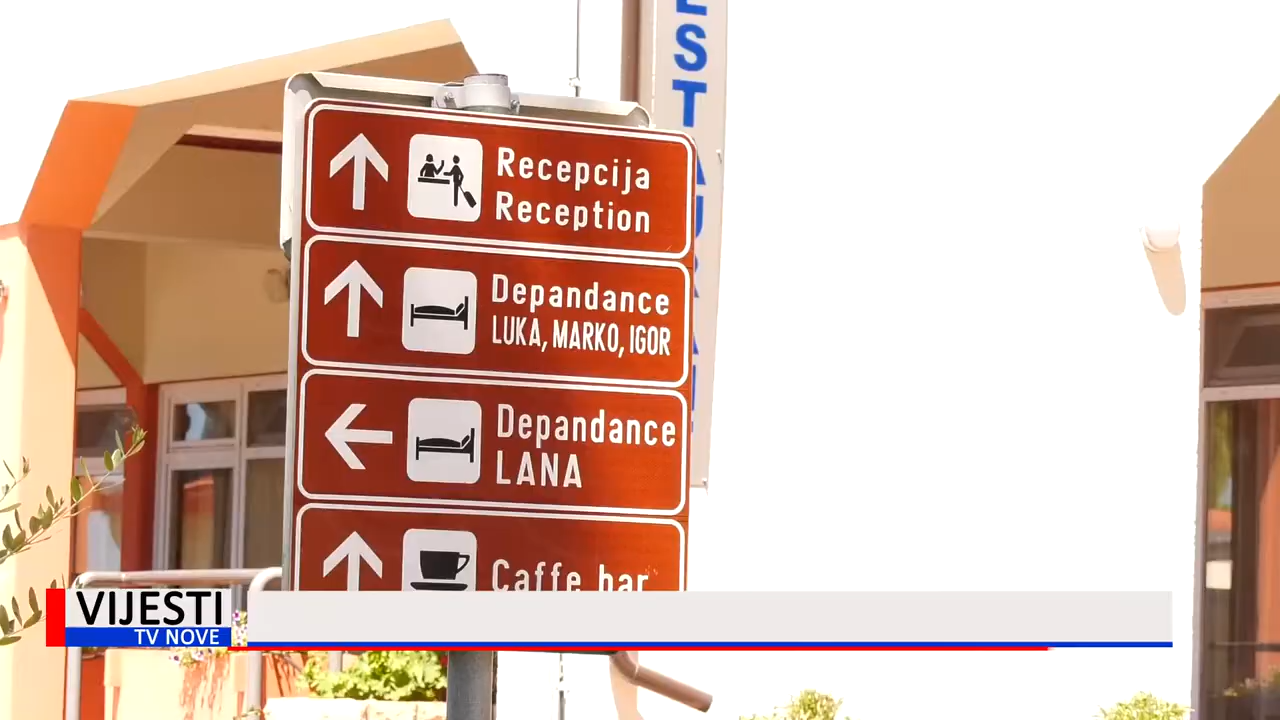 Recepcija
Reception
Depandance
LUKA, MARKO, IGOR
Depandance
LANA
Caffe bar
VIJESTI
TV NOVE